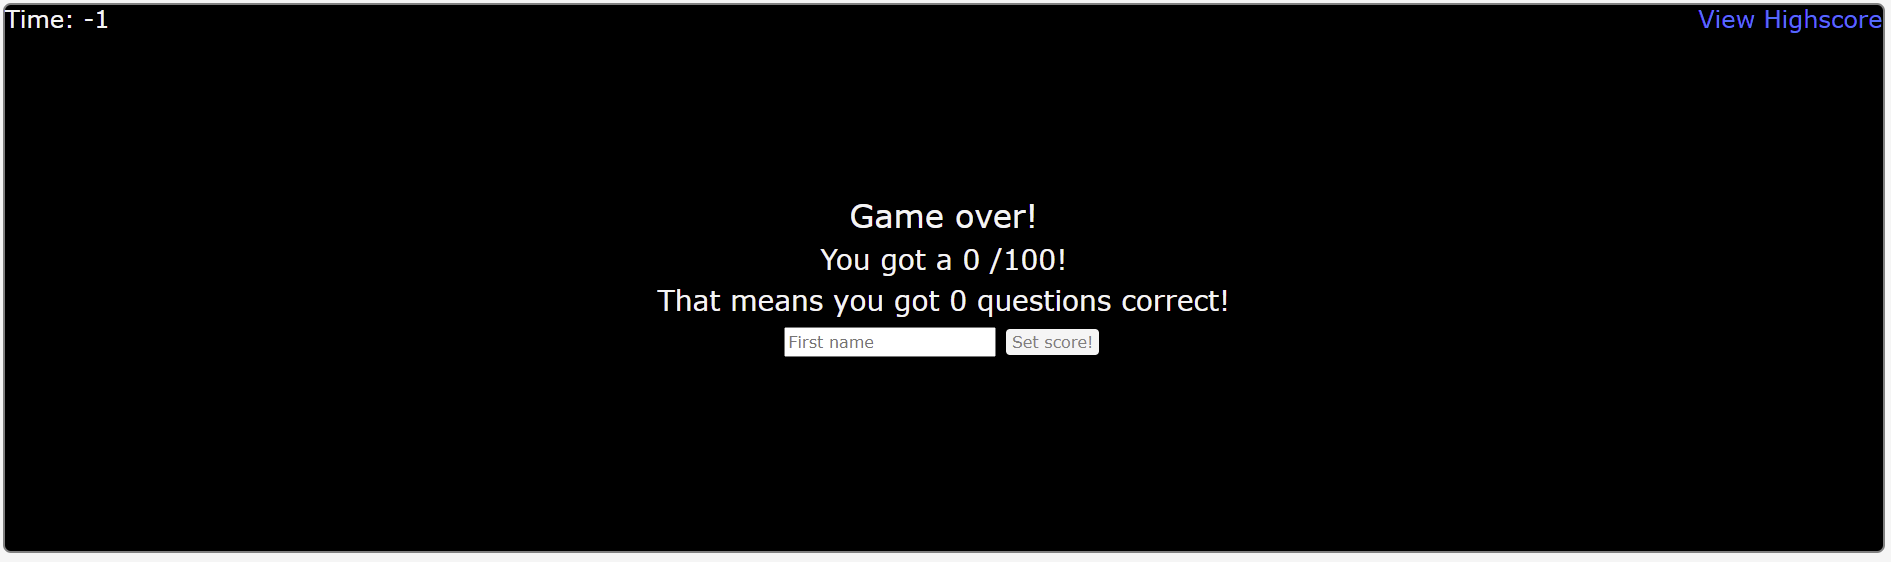 Time: -1
View Highscore
Game over!
You got a 0 /100!
That means you got 0 questions correct!
First name
Set score!